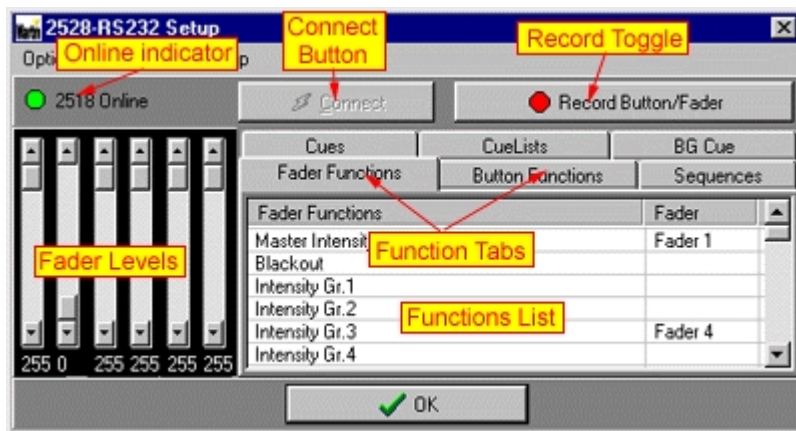 2528-RS232 Setup
Connect Button
Record Toggle
Online indicator
2518 Online
Connect
Record Button/Fader
Cues
CueLists
BG Cue
Fader Functions
Button Functions
Sequences
Fader Functions
Fader
Master Intensit
Fader 1
Function Tabs
Blackout
Fader Levels
Intensity Gr.1
Intensity Gr.2
Functions List
Intensity Gr.3
Fader 4
Intensity Gr.4
255 0 255 255 255 255
OK